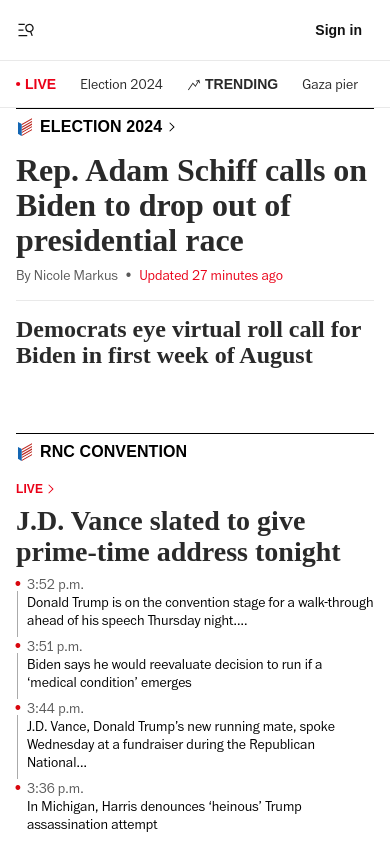 Sign in
LIVE
Election 2024
TRENDING
Gaza pier
ELECTION 2024
Rep. Adam Schiff calls on
Biden to drop out of
presidential race
By Nicole Markus • Updated 27 minutes ago
Democrats eye virtual roll call for
Biden in first week of August
RNC CONVENTION
LIVE
J.D. Vance slated to give
prime-time address tonight
3:52 p.m.
Donald Trump is on the convention stage for a walk-through
ahead of his speech Thursday night....
3:51 p.m.
Biden says he would reevaluate decision to run if a
‘medical condition’ emerges
3:44 p.m.
J.D. Vance, Donald Trump’s new running mate, spoke
Wednesday at a fundraiser during the Republican
National...
3:36 p.m.
In Michigan, Harris denounces ‘heinous’ Trump
assassination attempt